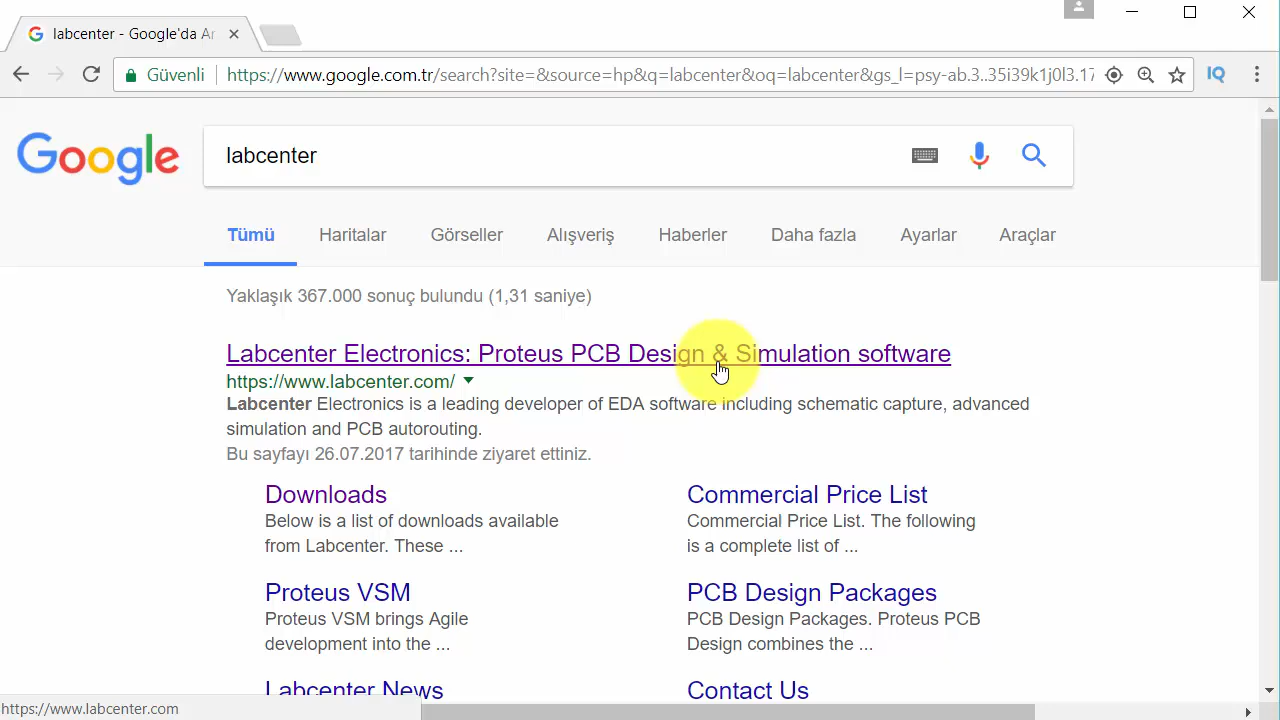 labcenter - Google'da Ar
Güvenli
https://www.google.com.tr/search?site=&source=hp&q=labcenter&oq=labcenter&gs_l=psy-ab.3..35i39k1j0l3.17
IQ
Google
labcenter
Tümü Haritalar Görseller Alışveriş Haberler Daha fazla Ayarlar Araçlar
Yaklaşık 367.000 sonuç bulundu (1,31 saniye)
Labcenter Electronics: Proteus PCB Design & Simulation software
https://www.labcenter.com/
Labcenter Electronics is a leading developer of EDA software including schematic capture, advanced
simulation and PCB autorouting.
Bu sayfayı 26.07.2017 tarihinde ziyaret ettiniz.
Downloads
Below is a list of downloads available
from Labcenter. These ...
Commercial Price List
Commercial Price List. The following
is a complete list of ...
Proteus VSM
Proteus VSM brings Agile
development into the ...
PCB Design Packages
PCB Design Packages. Proteus PCB
Design combines the ...
Labcenter News
Contact Us
https://www.labcenter.com